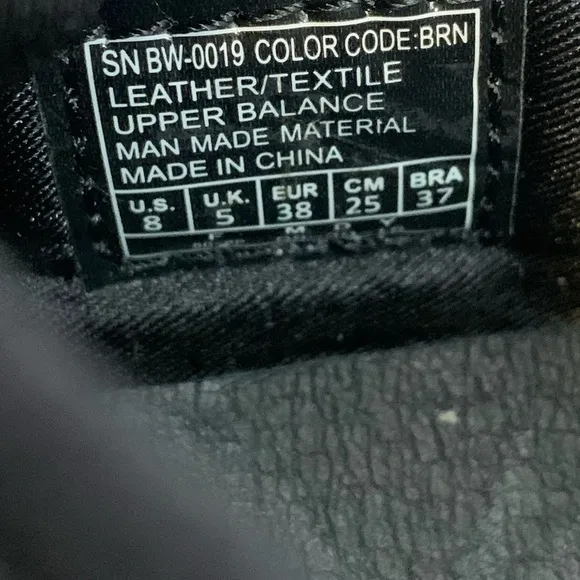 SN BW-0019 COLOR CODE:BRN
LEATHER/TEXTILE
UPPER BALANCE
MAN MADE MATERIAL
MADE IN CHINA
U.S. U.K. EUR CM BRA
8 5 38 25 37